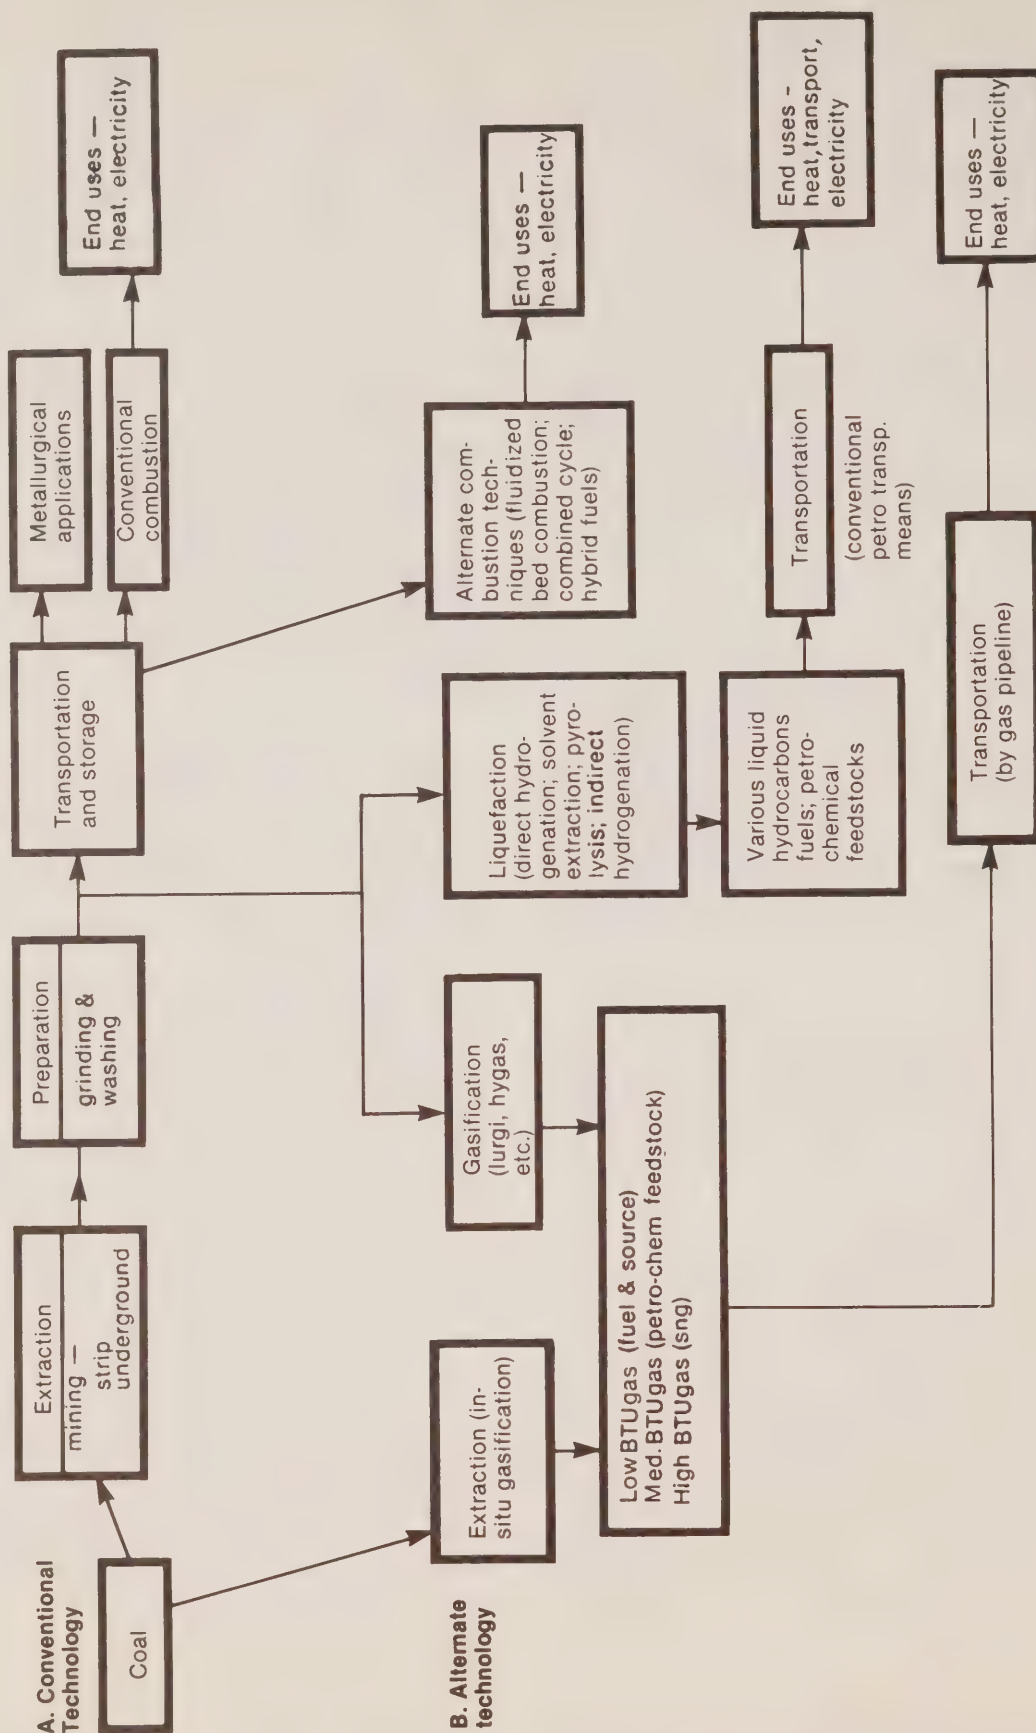 A. Conventional
Technology
Coal
Extraction
mining —
strip
underground
Preparation
grinding &
washing
Transportation
and storage
Metallurgical
applications
Conventional
combustion
End uses —
heat, electricity
B. Alternate
technology
Extraction (in-
situ gasification)
Gasification
(lurgi, hygas,
etc.)
Liquefaction
(direct hydro-
genation; solvent
extraction; pyro-
lysis; indirect
hydrogenation)
Alternate com-
bustion tech-
niques (fluidized
bed combustion;
combined cycle;
hybrid fuels)
End uses —
heat, electricity
Low BTUgas (fuel & source)
Med. BTUgas (petro-chem feedstock)
High BTUgas (sng)
Various liquid
hydrocarbons
fuels; petro-
chemical
feedstocks
Transportation
(conventional
petro transp.
means)
End uses -
heat, transport,
electricity
Transportation
(by gas pipeline)
End uses —
heat, electricity